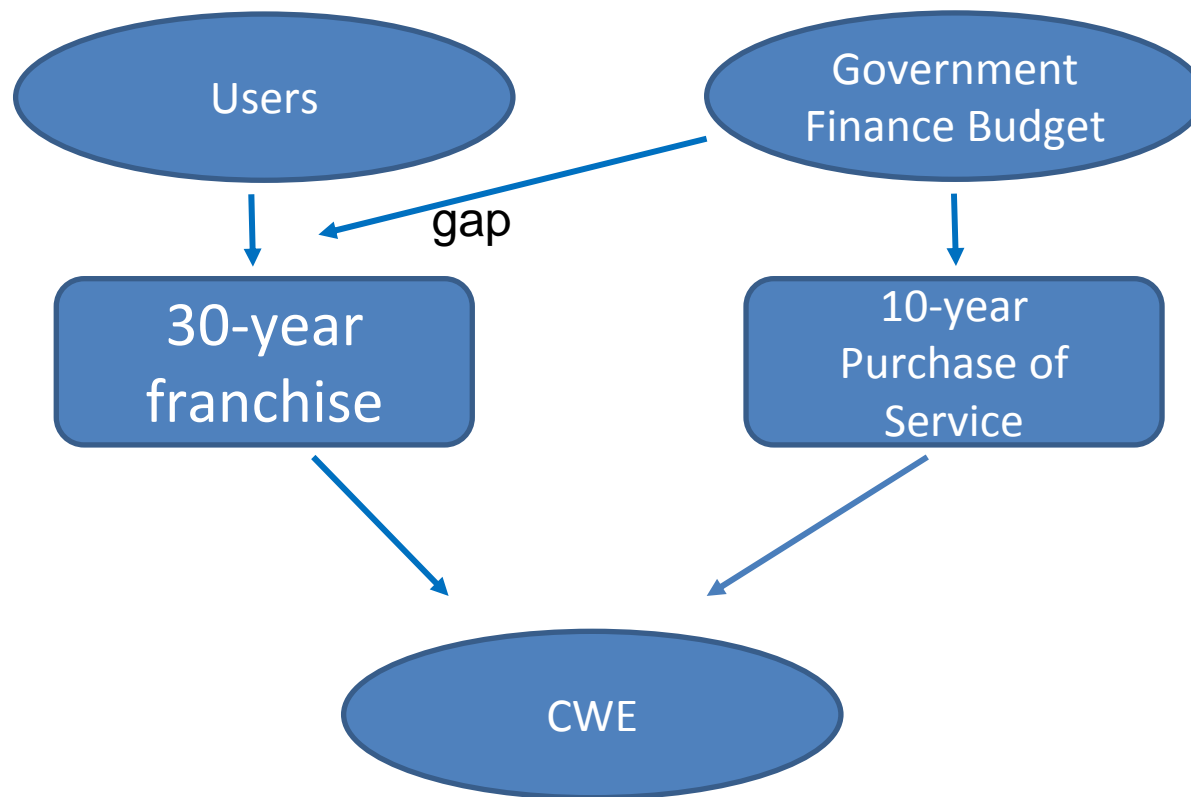 Users
Government
Finance Budget
gap
30-year
franchise
10-year
Purchase of
Service
CWE